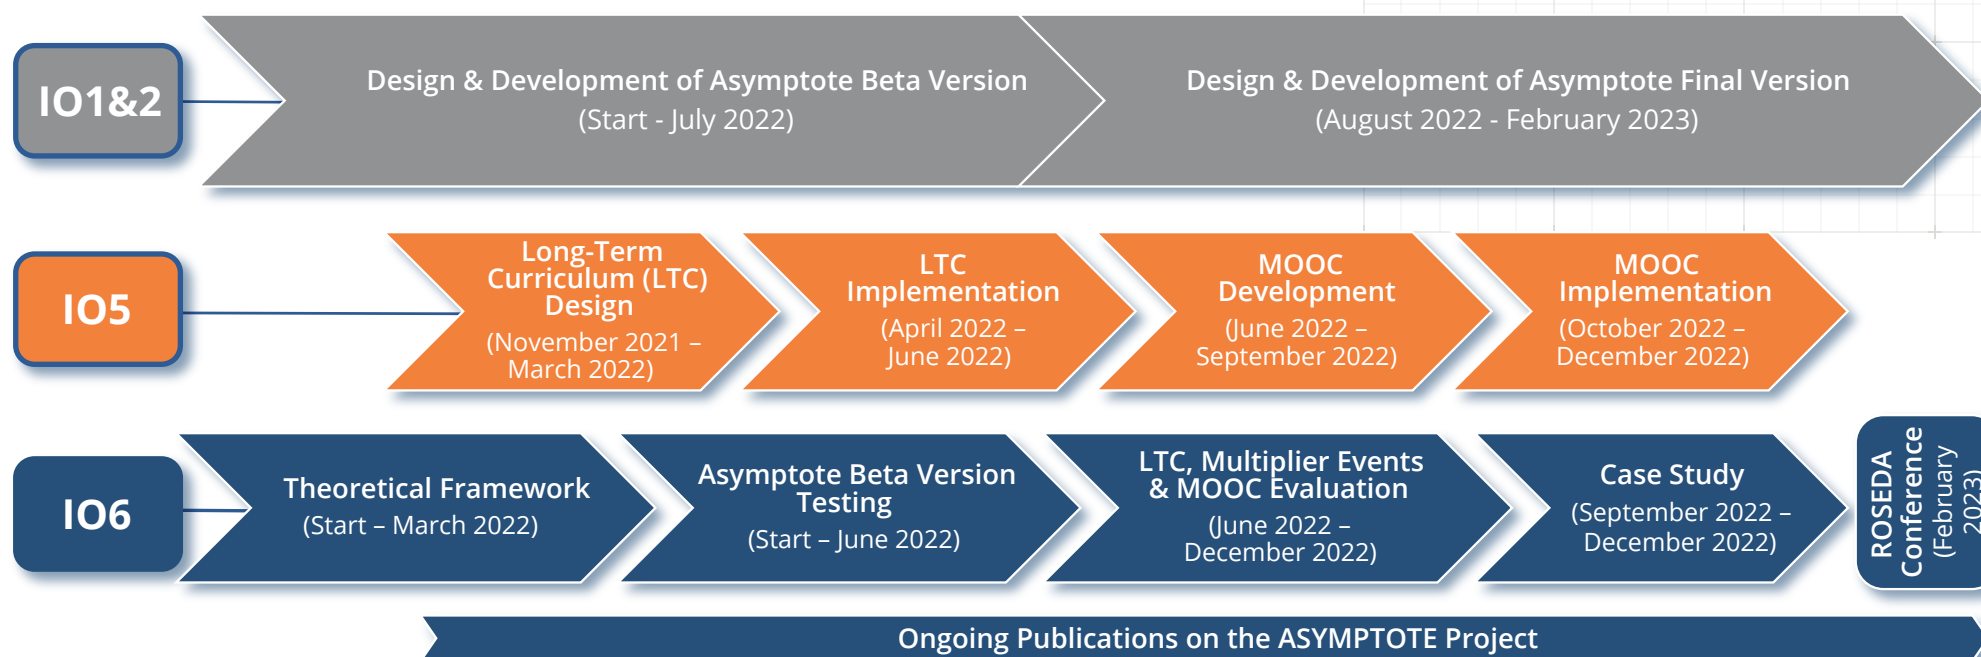 IO1&2
Design & Development of Asymptote Beta Version
(Start - July 2022)
Design & Development of Asymptote Final Version
(August 2022 - February 2023)
IO5
Long-Term
Curriculum (LTC)
Design
(November 2021 –
March 2022)
LTC
Implementation
(April 2022 –
June 2022)
MOOC
Development
(June 2022 –
September 2022)
MOOC
Implementation
(October 2022 –
December 2022)
IO6
Theoretical Framework
(Start – March 2022)
Asymptote Beta Version
Testing
(Start – June 2022)
LTC, Multiplier Events
& MOOC Evaluation
(June 2022 –
December 2022)
Case Study
(September 2022 –
December 2022)
ROSEDA
Conference
(February
2023)
Ongoing Publications on the ASYMPTOTE Project